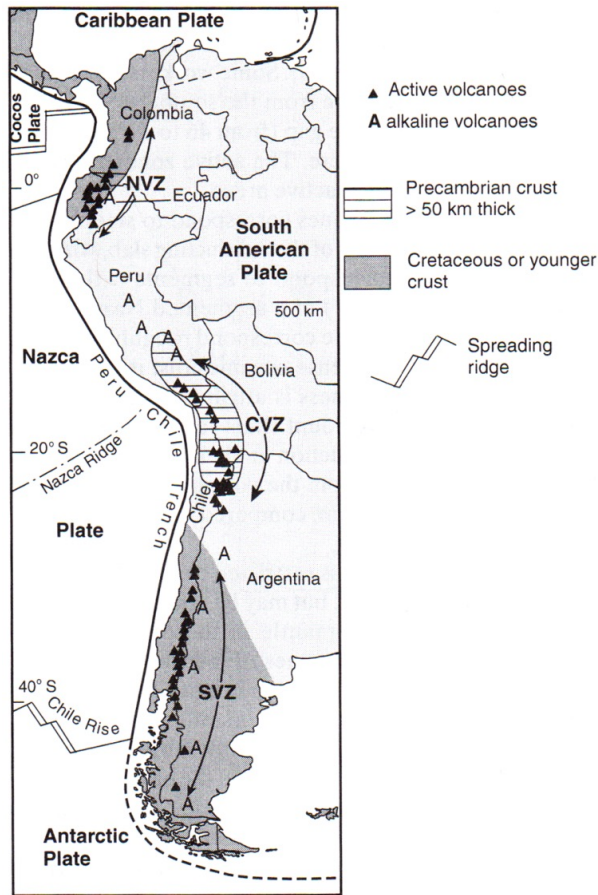 Caribbean Plate
Cocos
Plate
Colombia
0°
NVZ
A
Ecuador
South
American
Plate
Peru
A
A
A
A
500 km
Nazca
Peru Chile Trench
Bolivia
CVZ
20° S
Nazca Ridge
Chile
Plate
A
Argentina
A
A
40° S
SVZ
Chile Rise
A
A
Antarctic
Plate
Active volcanoes
A alkaline volcanoes
Precambrian crust
> 50 km thick
Cretaceous or younger
crust
Spreading
ridge